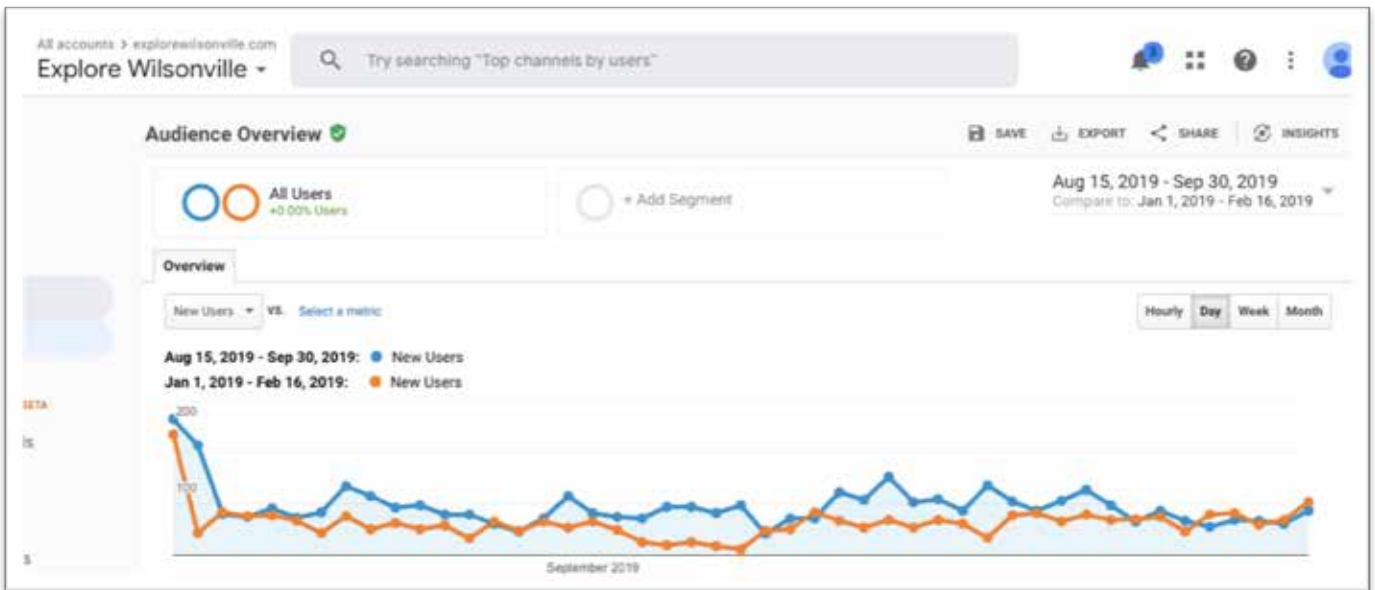 All accounts > explorewilsonville.com
Explore Wilsonville
Try searching "Top channels by users"
3
Audience Overview
SAVE
EXPORT
SHARE
INSIGHTS
All Users
+0.00% Users
+ Add Segment
Aug 15, 2019 - Sep 30, 2019
Compare to: Jan 1, 2019 - Feb 16, 2019
Overview
New Users
VS.
Select a metric
Hourly Day Week Month
Aug 15, 2019 - Sep 30, 2019: New Users
Jan 1, 2019 - Feb 16, 2019: New Users
200
100
September 2019